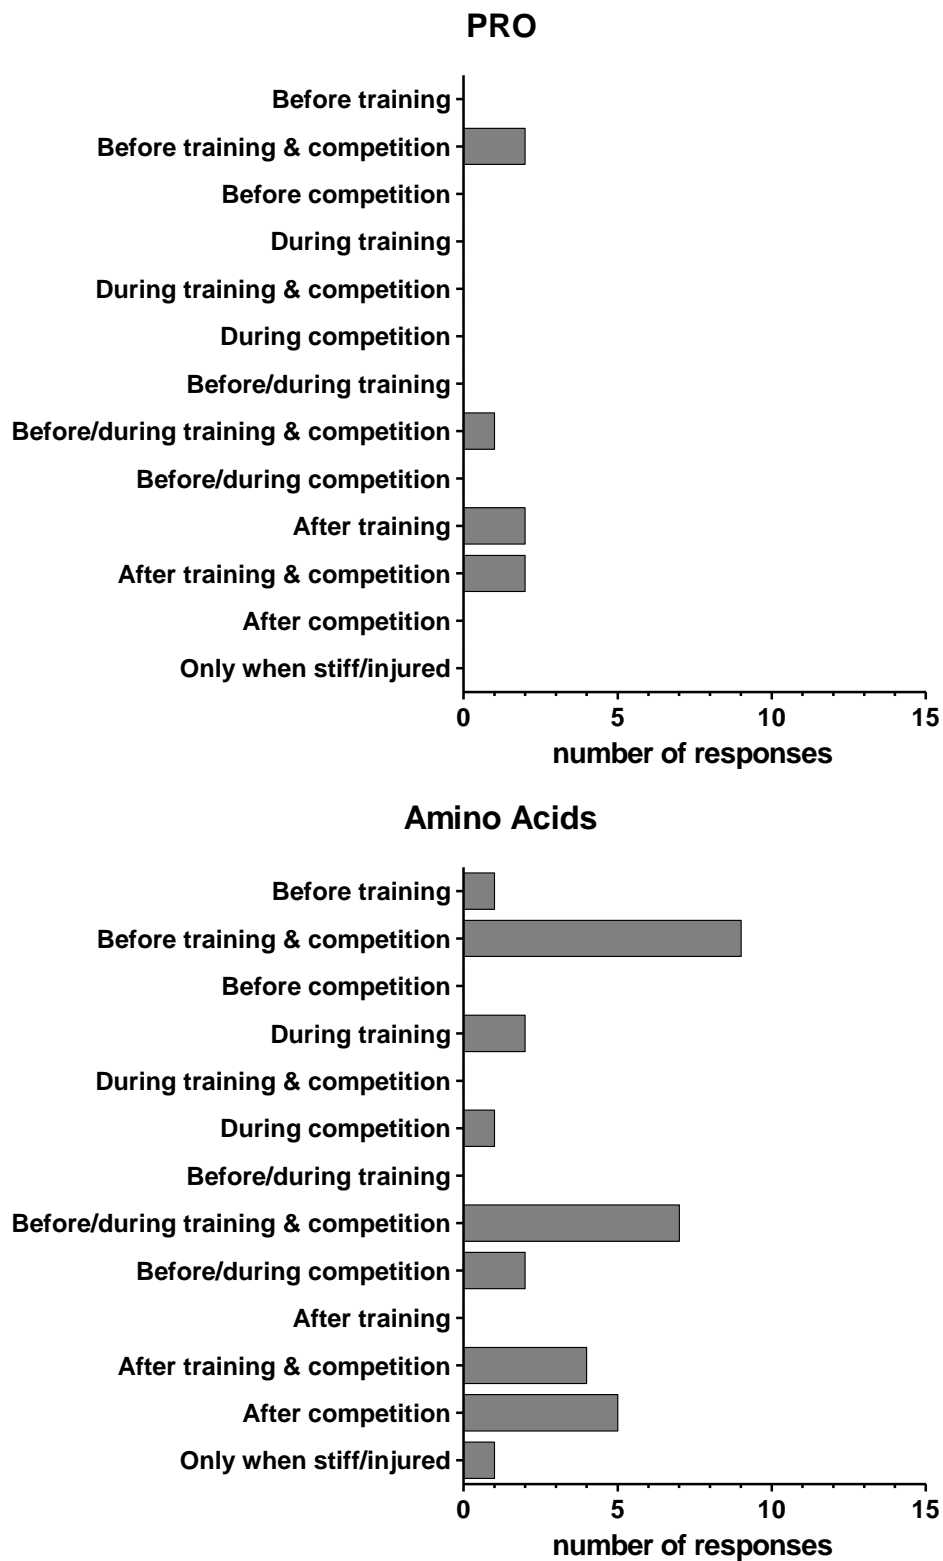 PRO
Before training
Before training & competition
Before competition
During training
During training & competition
During competition
Before/during training
Before/during training & competition
Before/during competition
After training
After training & competition
After competition
Only when stiff/injured
0 5 10 15
number of responses
Amino Acids
Before training
Before training & competition
Before competition
During training
During training & competition
During competition
Before/during training
Before/during training & competition
Before/during competition
After training
After training & competition
After competition
Only when stiff/injured
0 5 10 15
number of responses